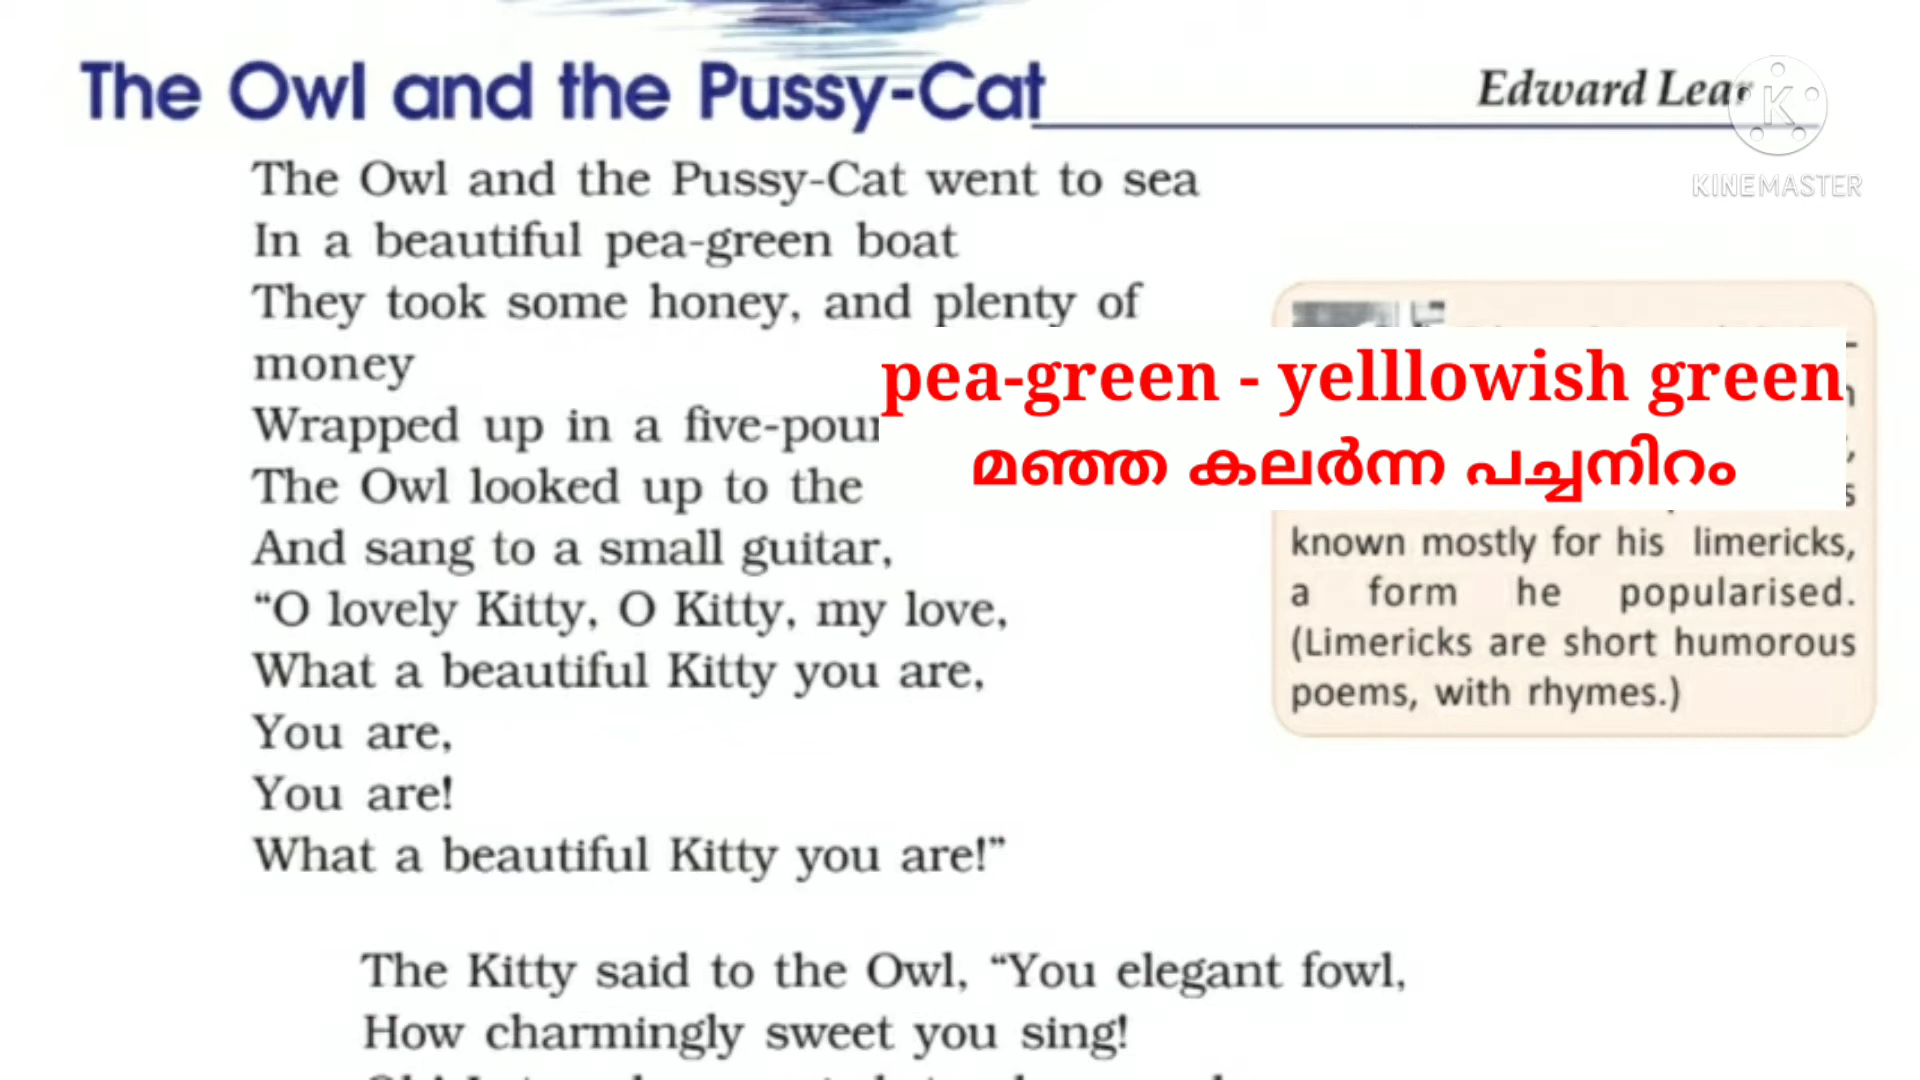 The Owl and the Pussy-Cat
Edward Lear
KINEMASTER
The Owl and the Pussy-Cat went to sea
In a beautiful pea-green boat
They took some honey, and plenty of
money
Wrapped up in a five-pou
The Owl looked up to the
And sang to a small guitar,
“O lovely Kitty, O Kitty, my love,
What a beautiful Kitty you are,
You are,
You are!
What a beautiful Kitty you are!”
The Kitty said to the Owl, “You elegant fowl,
How charmingly sweet you sing!
pea-green - yelllowish green
മഞ്ഞ കലർന്ന പച്ചനിറം
known mostly for his limericks,
a form he popularised.
(Limericks are short humorous
poems, with rhymes.)